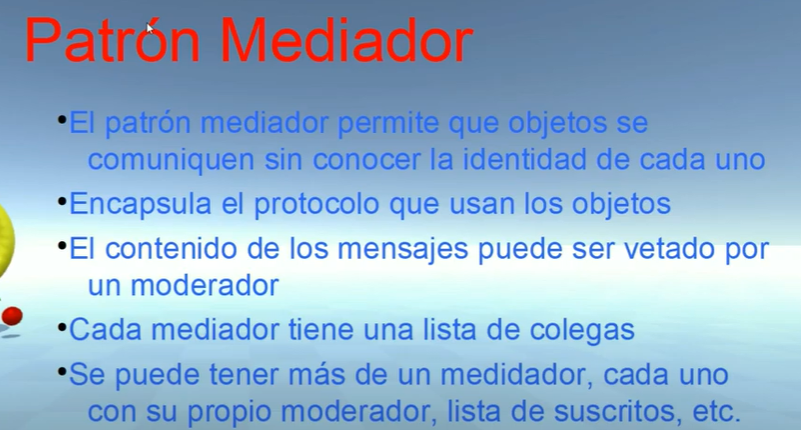 Patrón Mediador
•El patrón mediador permite que objetos se
comuniquen sin conocer la identidad de cada uno
•Encapsula el protocolo que usan los objetos
•El contenido de los mensajes puede ser vetado por
un moderador
•Cada mediador tiene una lista de colegas
•Se puede tener más de un medidador, cada uno
con su propio moderador, lista de suscritos, etc.